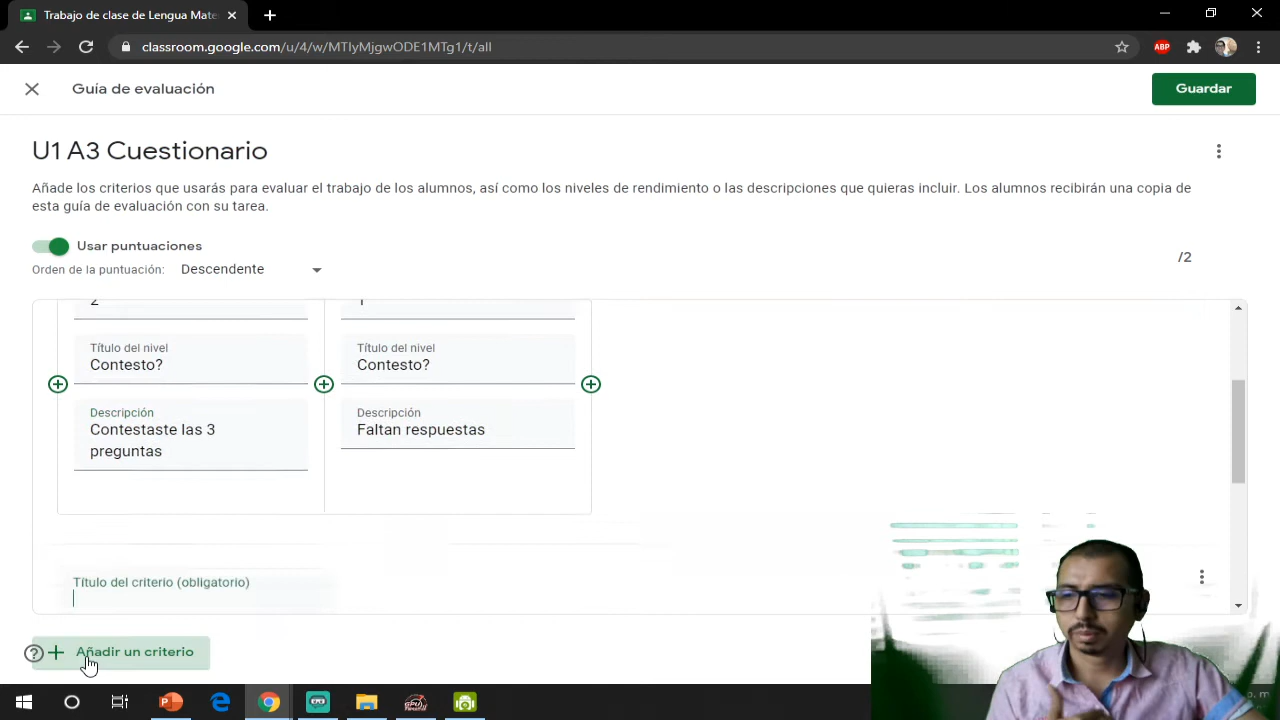 Trabajo de clase de Lengua Mate
classroom.google.com/u/4/w/MTIyMjgwODE1MTg1/t/all
ABP
Guía de evaluación
Guardar
U1 A3 Cuestionario
Añade los criterios que usarás para evaluar el trabajo de los alumnos, así como los niveles de rendimiento o las descripciones que quieras incluir. Los alumnos recibirán una copia de
esta guía de evaluación con su tarea.
Usar puntuaciones
Orden de la puntuación: Descendente
/2
2 1
Título del nivel Título del nivel
Contesto? Contesto?
Descripción Descripción
Contestaste las 3 Faltan respuestas
preguntas
Título del criterio (obligatorio)
Añadir un criterio